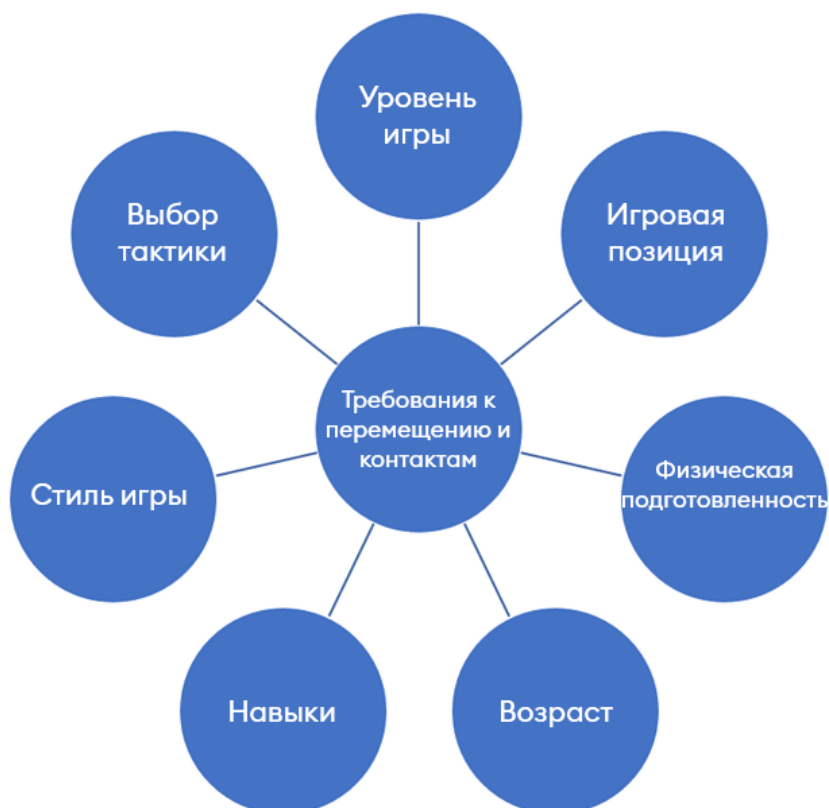 Уровень
игры
Игровая
позиция
Физическая
подготовленность
Возраст
Навыки
Стиль игры
Выбор
тактики
Требования к
перемещению и
контактам